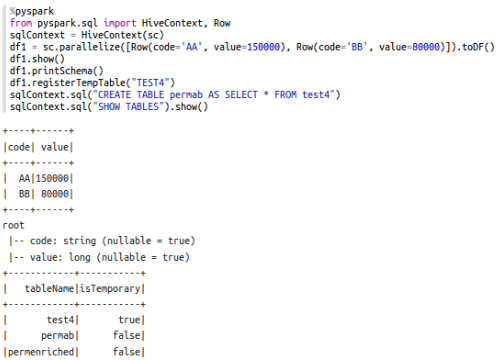 %pyspark
from pyspark.sql import HiveContext, Row
sqlContext = HiveContext(sc)
df1 = sc.parallelize([Row(code='AA', value=150000), Row(code='BB', value=80000)]).toDF()
df1.show()
df1.printSchema()
df1.registerTempTable("TEST4")
sqlContext.sql("CREATE TABLE permab AS SELECT * FROM test4")
sqlContext.sql("SHOW TABLES").show()
+----+------+
|code| value|
+----+------+
|  AA|150000|
|  BB| 80000|
+----+------+
root
 |-- code: string (nullable = true)
 |-- value: long (nullable = true)
+------------+-----------+
|   tableName|isTemporary|
+------------+-----------+
|       test4|       true|
|      permab|      false|
|permenriched|      false|